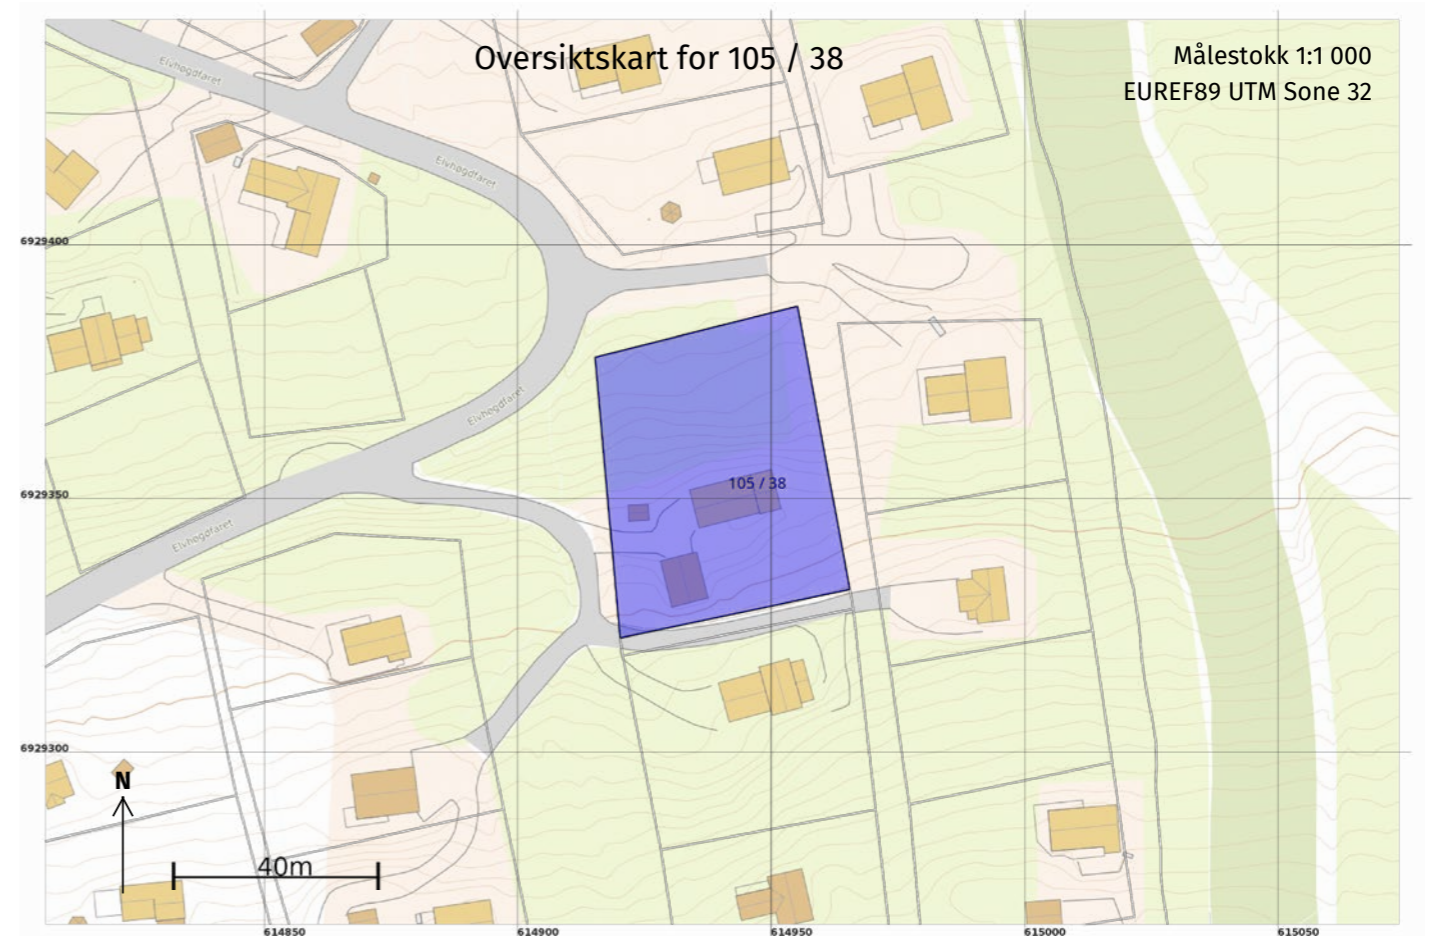 Oversiktskart for 105 / 38
Målestokk 1:1 000
EUREF89 UTM Sone 32
Elvhøgdfaret
Elvhøgdfaret
6929400
Elvhøgdfaret
105 / 38
6929350
Elvhøgdfaret
6929300
N
40m
614850
614900
614950
615000
615050